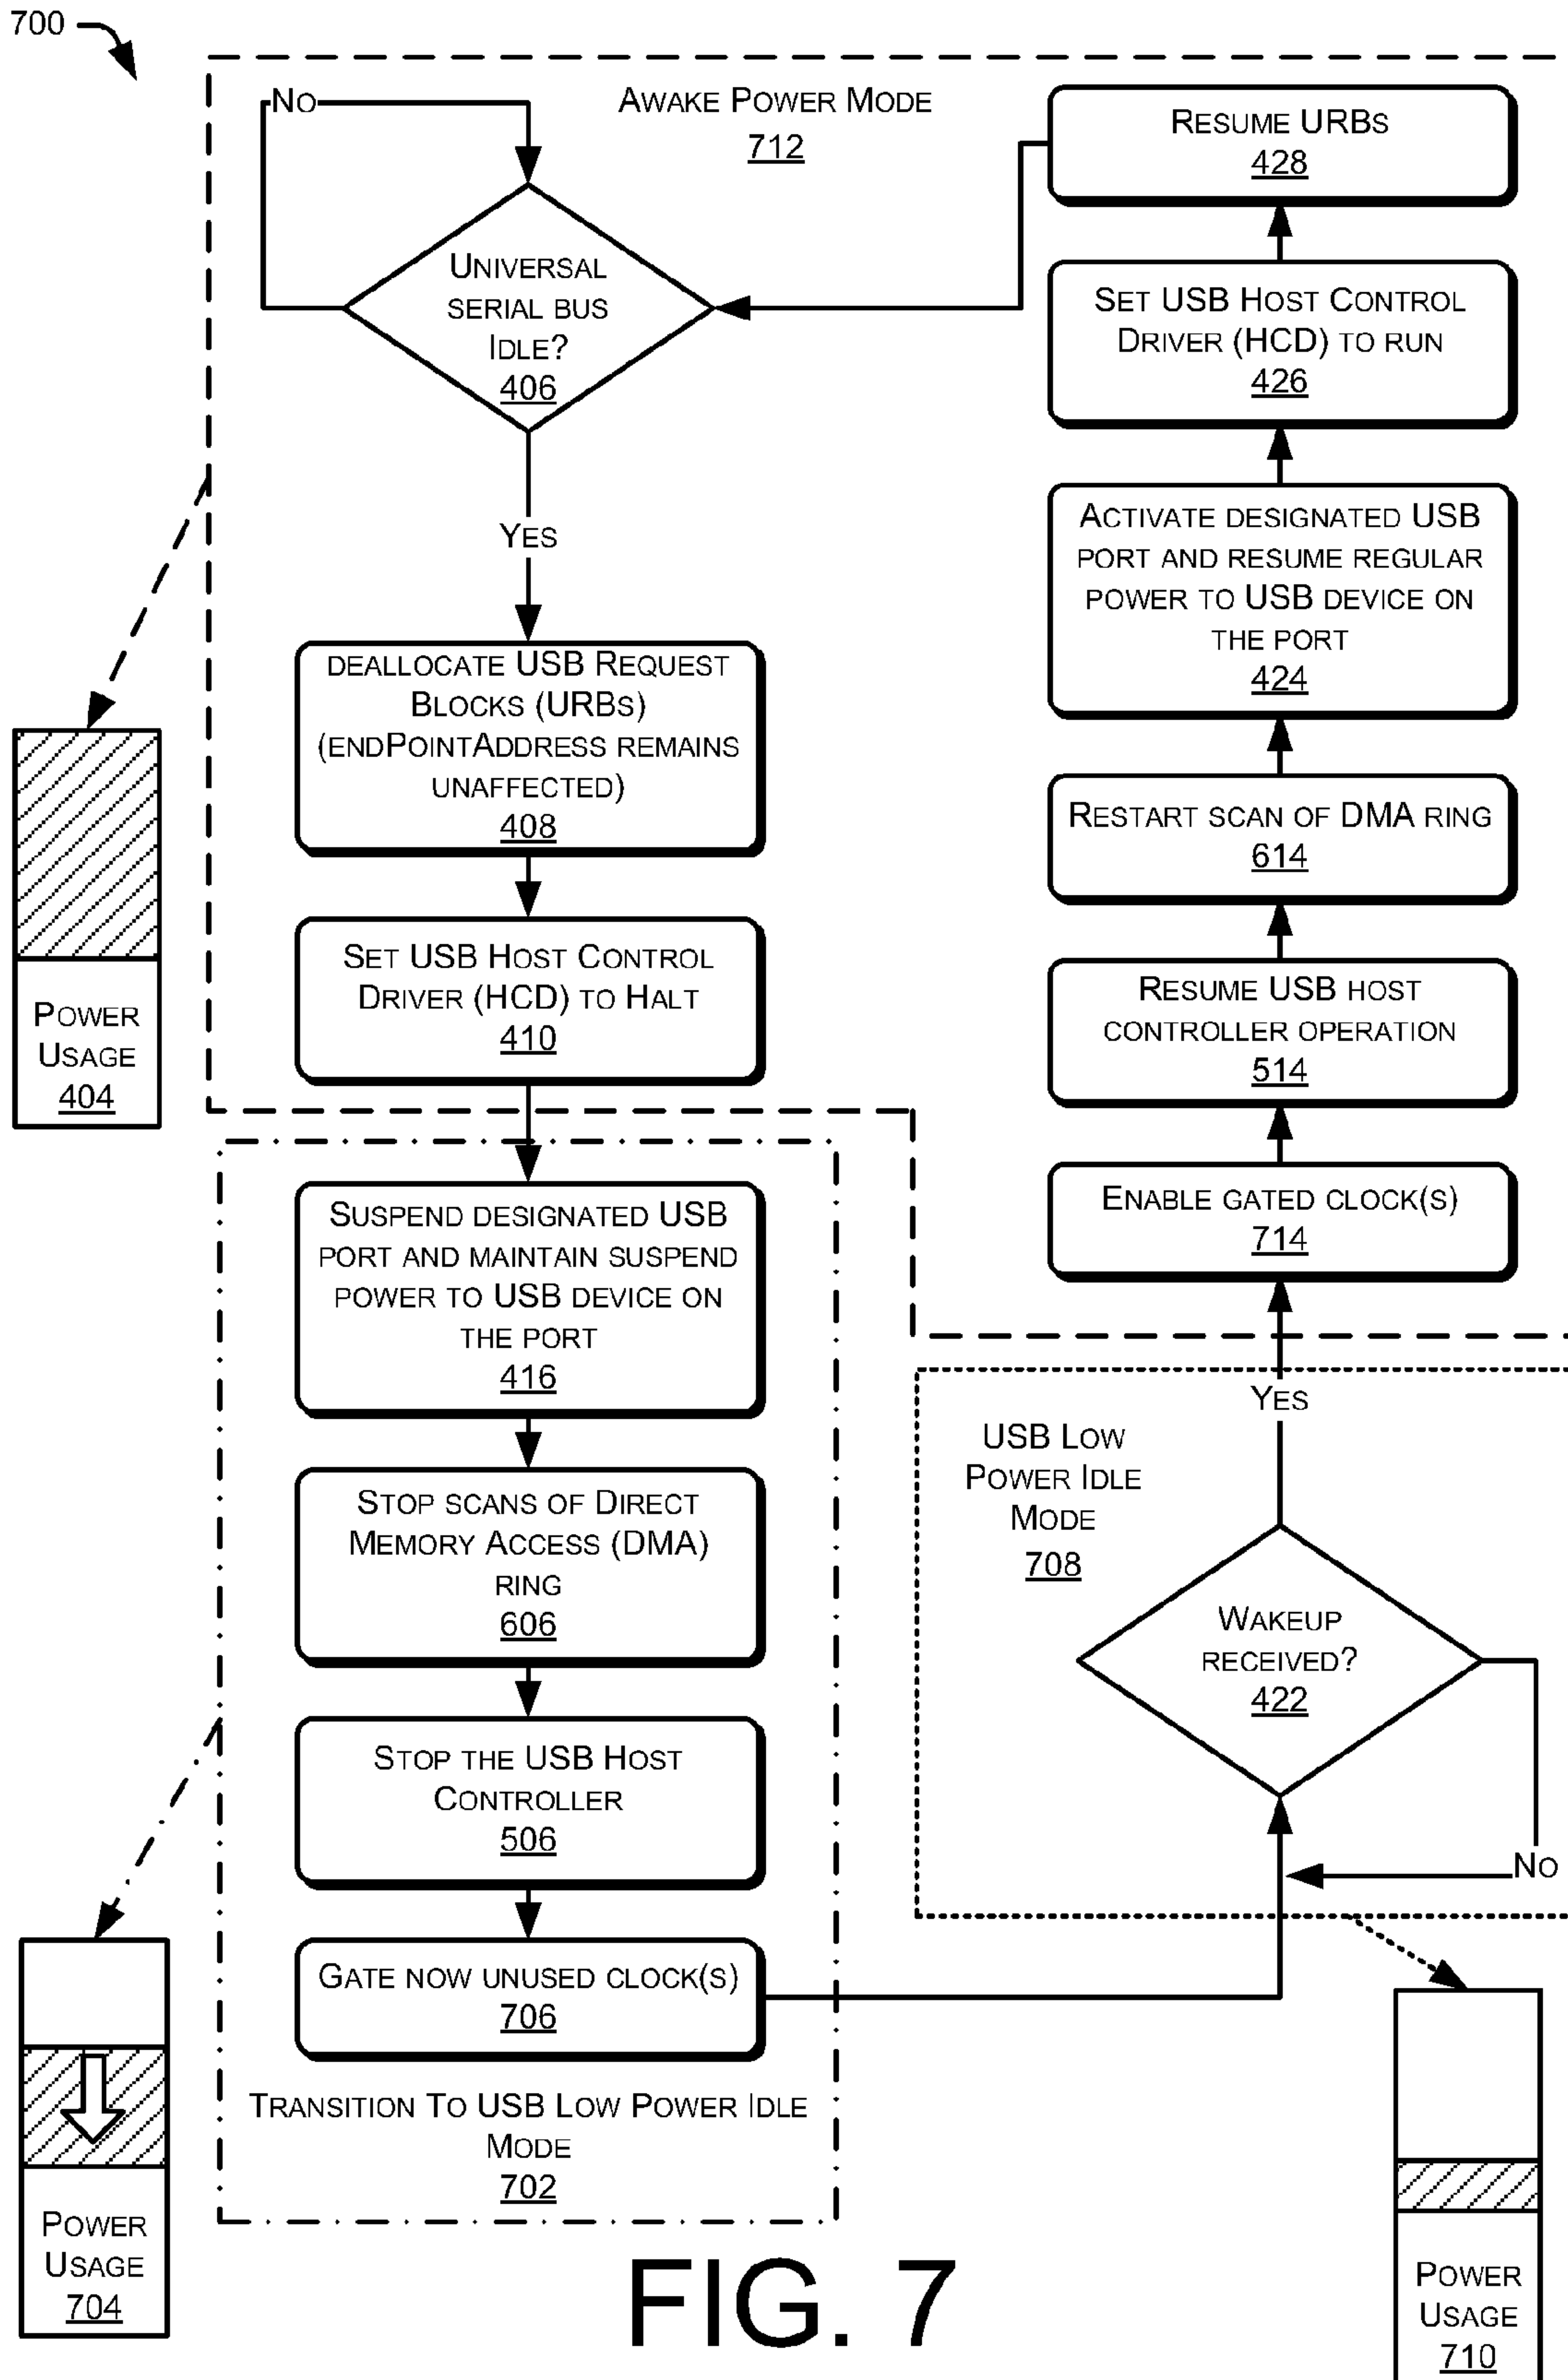 700
No
AWAKE POWER MODE
712
UNIVERSAL
SERIAL BUS
IDLE?
406
YES
DEALLOCATE USB REQUEST
BLOCKS (URBS)
(ENDPOINTADDRESS REMAINS
UNAFFECTED)
408
SET USB HOST CONTROL
DRIVER (HCD) TO HALT
410
POWER
USAGE
404
SUSPEND DESIGNATED USB
PORT AND MAINTAIN SUSPEND
POWER TO USB DEVICE ON
THE PORT
416
STOP SCANS OF DIRECT
MEMORY ACCESS (DMA)
RING
606
STOP THE USB HOST
CONTROLLER
506
GATE NOW UNUSED CLOCK(S)
706
TRANSITION TO USB LOW POWER IDLE
MODE
702
POWER
USAGE
704
RESUME URBS
428
SET USB HOST CONTROL
DRIVER (HCD) TO RUN
426
ACTIVATE DESIGNATED USB
PORT AND RESUME REGULAR
POWER TO USB DEVICE ON
THE PORT
424
RESTART SCAN OF DMA RING
614
RESUME USB HOST
CONTROLLER OPERATION
514
ENABLE GATED CLOCK(S)
714
YES
USB LOW
POWER IDLE
MODE
708
WAKEUP
RECEIVED?
422
NO
POWER
USAGE
710
FIG. 7